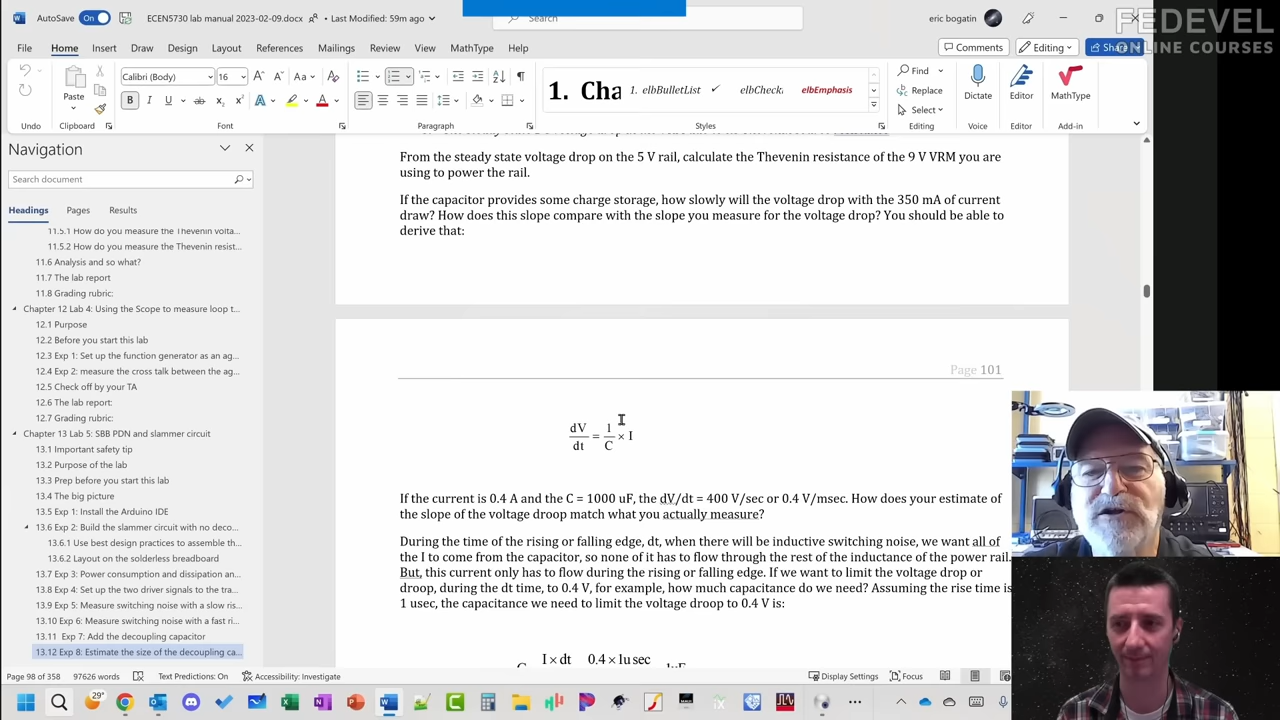 AutoSave On ECEN5730 lab manual 2023-02-09.docx • Last Modified: 59m ago Search eric bogatin
FEDEVEL
ONLINE COURSES
File Home Insert Draw Design Layout References Mailings Review View MathType Help Comments Editing Share
Calibri (Body) 16 Aa
1. Cha 1. elbBulletList elbChecki elbEmphasis
Find
Replace
Select
Paste
B I U ab x₂ x² A A
Dictate Editor MathType
Undo Clipboard Font Paragraph Styles Editing Voice Editor Add-in
Navigation
Search document
Headings Pages Results
11.5.1 How do you measure the Thevenin volta...
11.5.2 How do you measure the Thevenin resist...
11.6 Analysis and so what?
11.7 The lab report
11.8 Grading rubric:
Chapter 12 Lab 4: Using the Scope to measure loop t...
12.1 Purpose
12.2 Before you start this lab
12.3 Exp 1: Set up the function generator as an ag...
12.4 Exp 2: measure the cross talk between the ag...
12.5 Check off by your TA
12.6 The lab report:
12.7 Grading rubric:
Chapter 13 Lab 5: SBB PDN and slammer circuit
13.1 Important safety tip
13.2 Purpose of the lab
13.3 Prep before you start this lab
13.4 The big picture
13.5 Exp 1: Install the Arduino IDE
13.6 Exp 2: Build the slammer circuit with no deco...
13.6.1 Use best design practices to assemble th...
13.6.2 Layout on the solderless breadboard
13.7 Exp 3: Power consumption and dissipation an...
13.8 Exp 4: Set up the two driver signals to the tra...
13.9 Exp 5: Measure switching noise with a slow ris...
13.10 Exp 6: Measure switching noise with a fast ri...
13.11 Exp 7: Add the decoupling capacitor
13.12 Exp 8: Estimate the size of the decoupling ca...
From the steady state voltage drop on the 5 V rail, calculate the Thevenin resistance of the 9 V VRM you are
using to power the rail.
If the capacitor provides some charge storage, how slowly will the voltage drop with the 350 mA of current
draw? How does this slope compare with the slope you measure for the voltage drop? You should be able to
derive that:
Page 101
dV/dt = 1/C × I
If the current is 0.4 A and the C = 1000 uF, the dV/dt = 400 V/sec or 0.4 V/msec. How does your estimate of
the slope of the voltage droop match what you actually measure?
During the time of the rising or falling edge, dt, when there will be inductive switching noise, we want all of
the I to come from the capacitor, so none of it has to flow through the rest of the inductance of the power rail.
But, this current only has to flow during the rising or falling edge. If we want to limit the voltage drop or
droop, during the dt time, to 0.4 V, for example, how much capacitance do we need? Assuming the rise time is
1 usec, the capacitance we need to limit the voltage droop to 0.4 V is:
I × dt 0.4 × 1u sec
Page 98 of 358 97626 words Text Predictions: On Accessibility: Investigate Display Settings Focus
29°